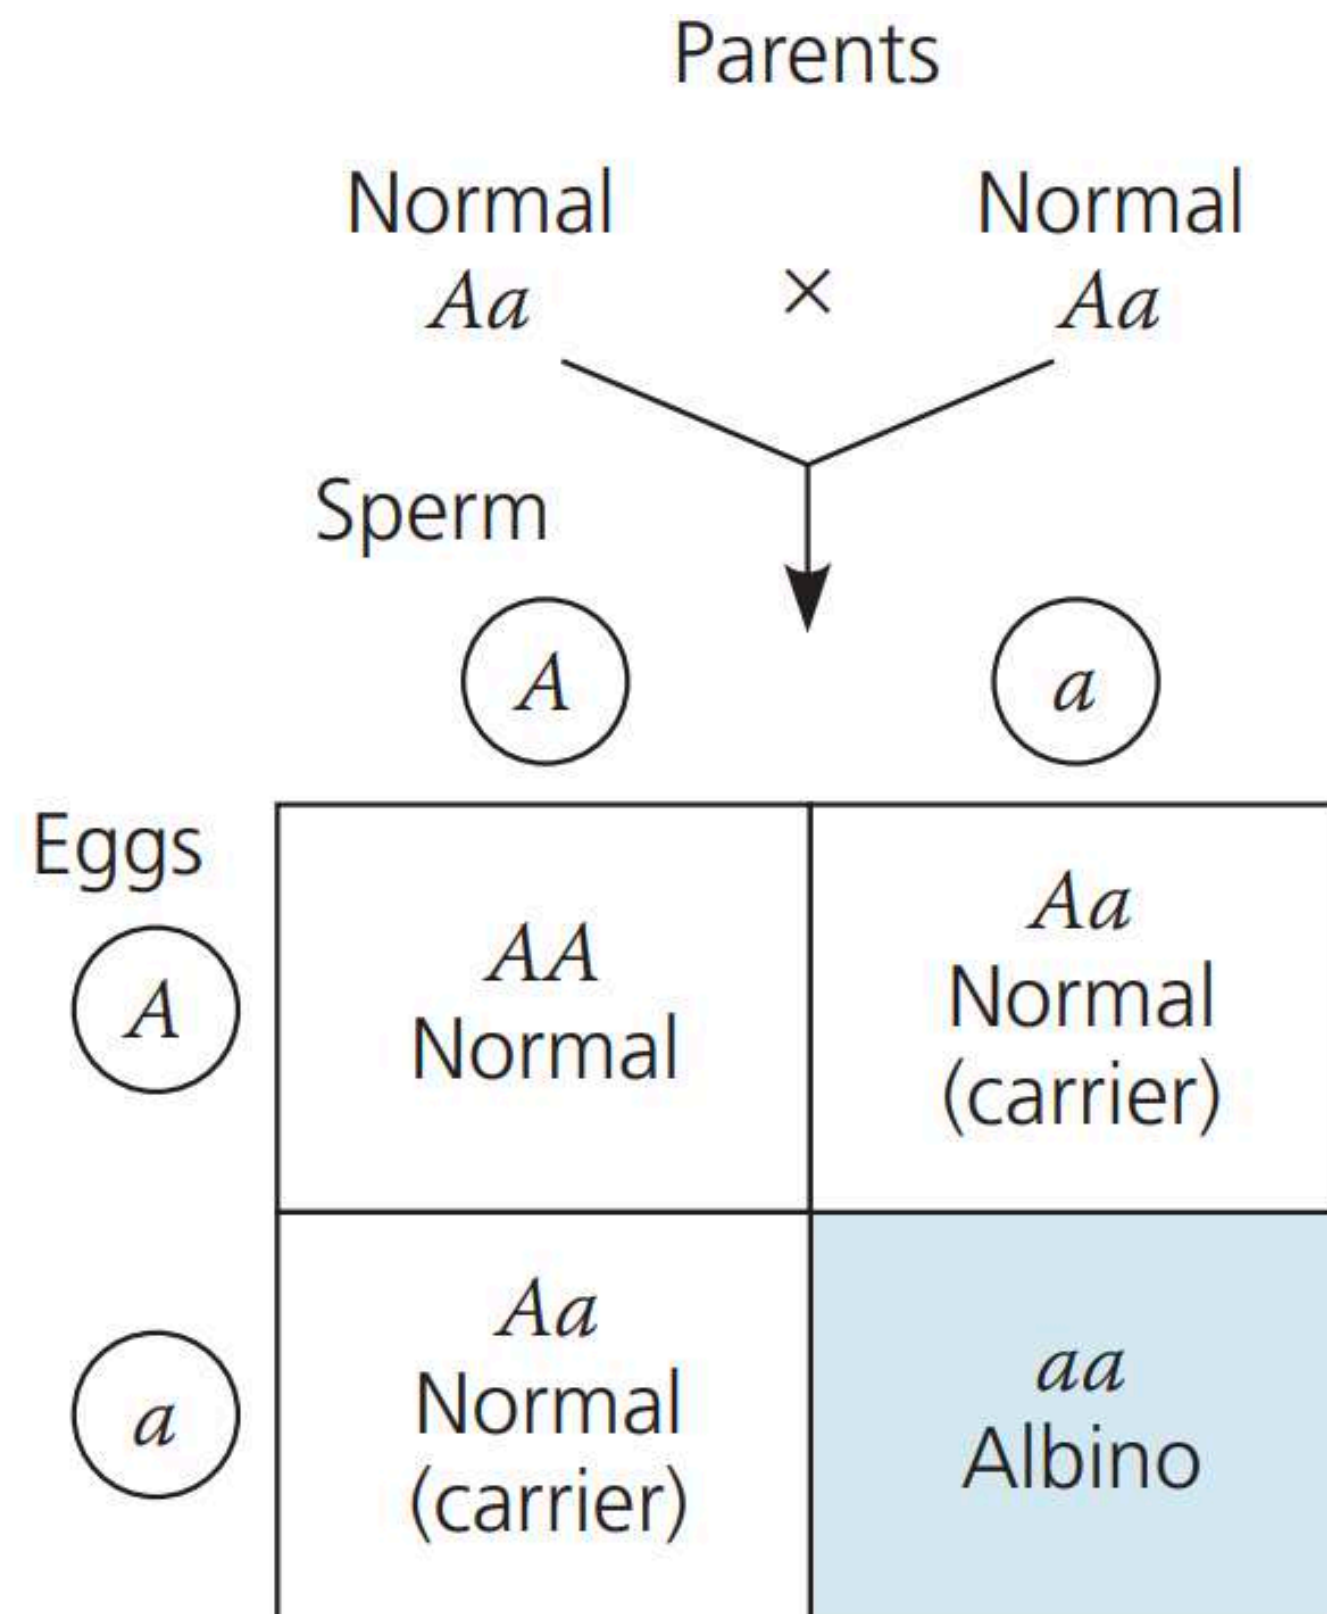 Parents
Normal Normal
Aa × Aa
Sperm
A a
Eggs
A
AA
Normal
Aa
Normal
(carrier)
a
Aa
Normal
(carrier)
aa
Albino